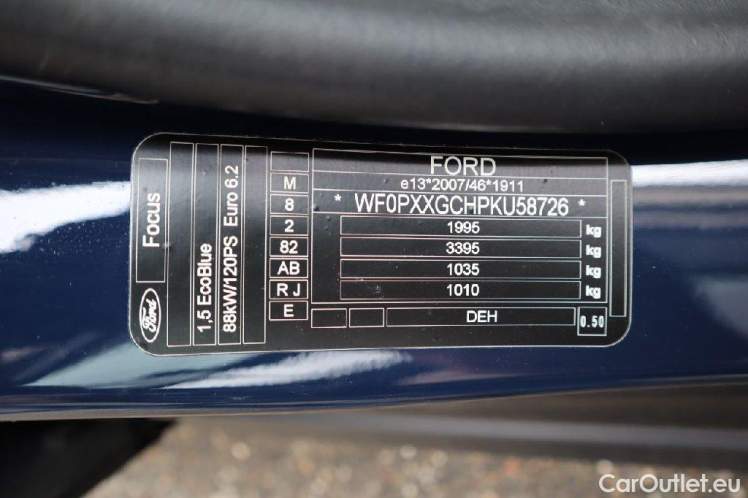 Focus
Ford
1,5 EcoBlue
88kW/120PS Euro 6.2
M
8
2
82
AB
R J
E
FORD
e13*2007/46*1911
* WF0PXXGCHPKU58726 *
1995 kg
3395 kg
1035 kg
1010 kg
DEH
0.50
CarOutlet.eu